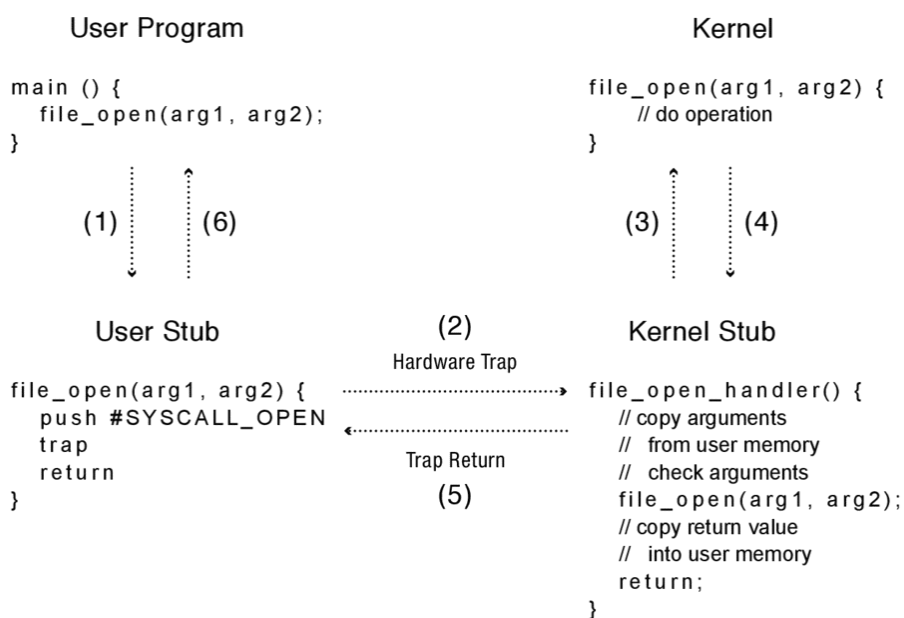 User Program
main () {
file_open(arg1, arg2);
}
(1)
(6)
Kernel
file_open(arg1, arg2) {
// do operation
}
(3)
(4)
User Stub
file_open(arg1, arg2) {
push #SYSCALL_OPEN
trap
return
}
(2)
Hardware Trap
Trap Return
(5)
Kernel Stub
file_open_handler() {
// copy arguments
// from user memory
// check arguments
file_open(arg1, arg2);
// copy return value
// into user memory
return;
}